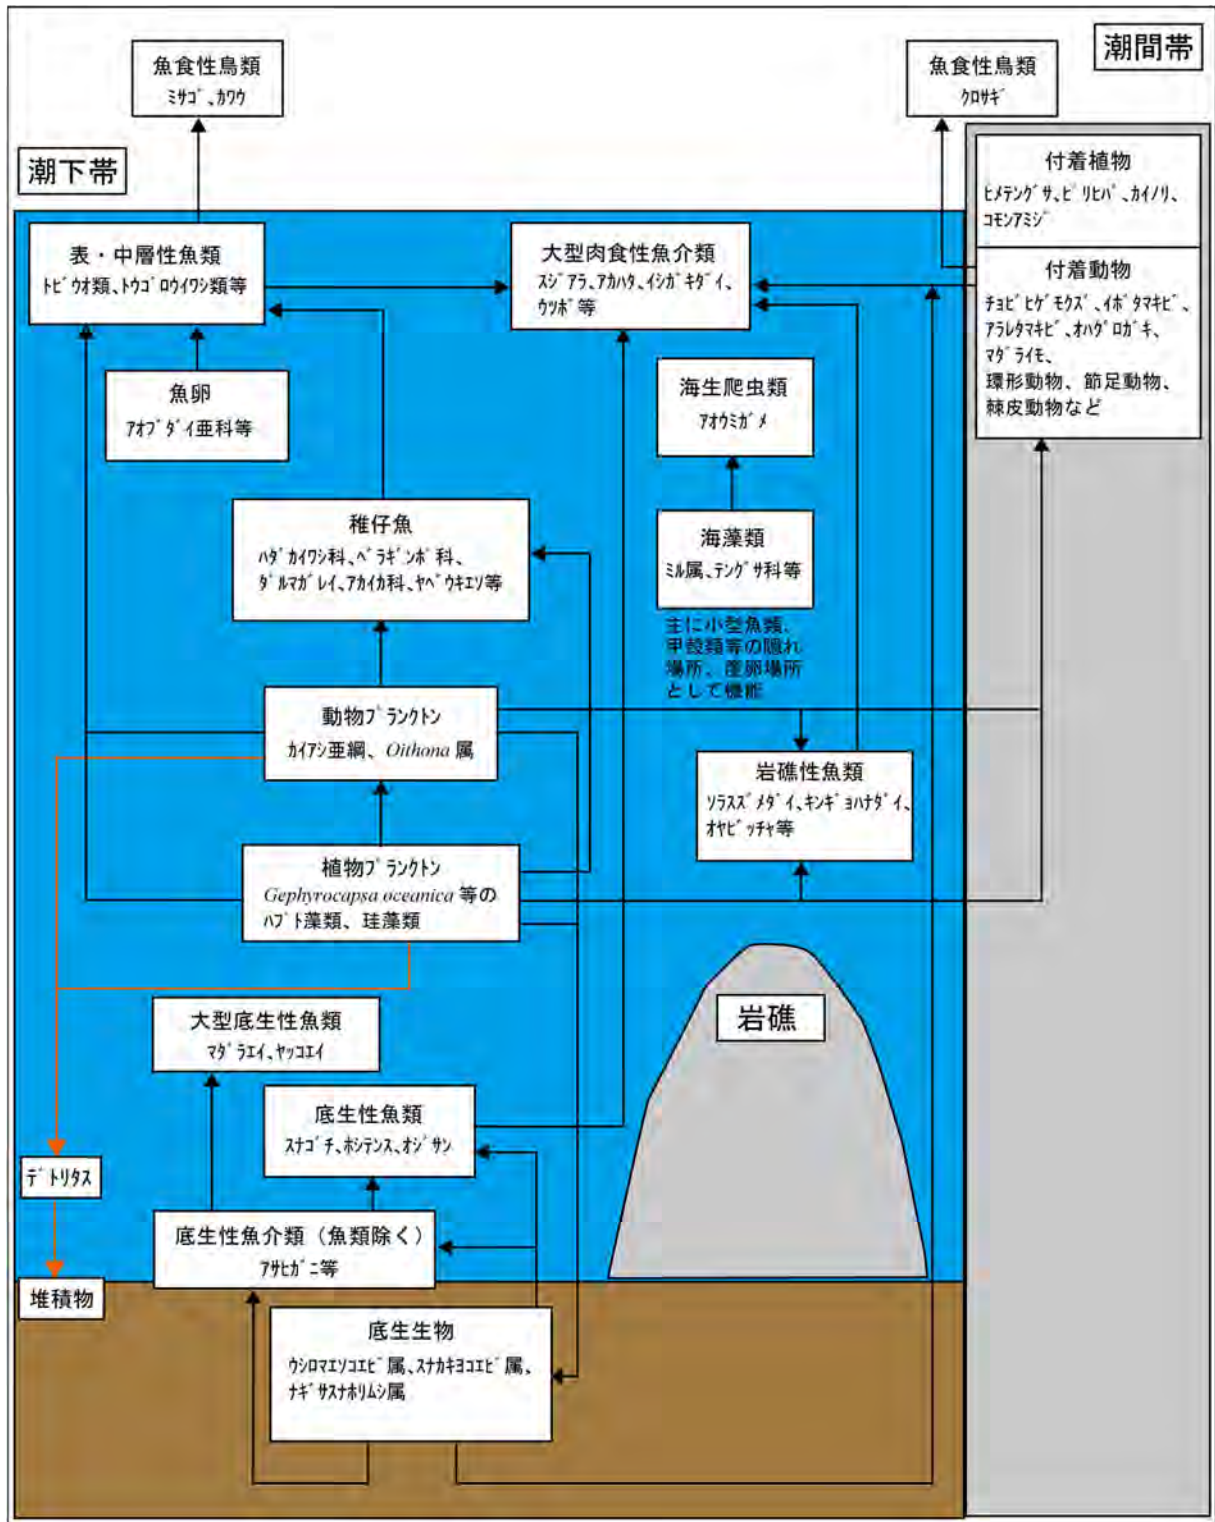 潮間帯
魚食性鳥類
ﾐｻｺﾞ､ｶﾜｳ
魚食性鳥類
ｸﾛｻｷﾞ
潮下帯
付着植物
ﾋﾒﾃﾝｸﾞｻ､ﾋﾟﾘﾋﾊﾞ､ｶｲﾉﾘ、
ｺﾓﾝｱﾐｼﾞ
表・中層性魚類
ﾄﾋﾞｳｵ類､ﾄｳｺﾞﾛｳｲﾜｼ類等
大型肉食性魚介類
ｽｼﾞｱﾗ､ｱｶﾊﾀ､ｲｼｶﾞｷﾀﾞｲ、
ｳﾂﾎﾞ等
付着動物
ﾁｮﾋﾞﾋｹﾞﾓｸｽﾞ､ｲﾎﾞﾀﾏｷﾋﾞ、
ｱﾗﾚﾀﾏｷﾋﾞ､ｵﾊｸﾞﾛｶﾞｷ、
ﾏﾀﾞﾗｲﾓ、
環形動物、節足動物、
棘皮動物など
魚卵
ｱｵﾌﾞﾀﾞｲ亜科等
海生爬虫類
ｱｵｳﾐｶﾞﾒ
稚仔魚
ﾊﾀﾞｶｲﾜｼ科､ﾍﾞﾗｷﾞﾝﾎﾟ科、
ﾀﾞﾙﾏｶﾞﾚｲ､ｱｶｲｶ科､ﾔﾍﾞｳｷｴｿ等
海藻類
ﾐﾙ属､ﾃﾝｸﾞｻ科等
主に小型魚類、
甲殻類等の隠れ
場所、産卵場所
として機能
動物ﾌﾟﾗﾝｸﾄﾝ
ｶｲｱｼ亜綱、Oithona 属
岩礁性魚類
ｿﾗｽｽﾞﾒﾀﾞｲ､ｷﾝｷﾞｮﾊﾅﾀﾞｲ、
ｵﾔﾋﾞｯﾁｬ等
植物ﾌﾟﾗﾝｸﾄﾝ
Gephyrocapsa oceanica 等の
ﾊﾌﾟﾄ藻類、珪藻類
岩礁
大型底生性魚類
ﾏﾀﾞﾗｴｲ､ﾔｯｺｴｲ
底生性魚類
ｽﾅｺﾞﾁ､ﾎｼﾃﾝｽ､ｵｼﾞｻﾝ
ﾃﾞﾄﾘﾀｽ
底生性魚介類（魚類除く）
ｱｻﾋｶﾞﾆ等
堆積物
底生生物
ｳｼﾛﾏｴｿｺｴﾋﾞ属､ｽﾅｶｷﾖｺｴﾋﾞ属、
ﾅｷﾞｻｽﾅﾎﾘﾑｼ属